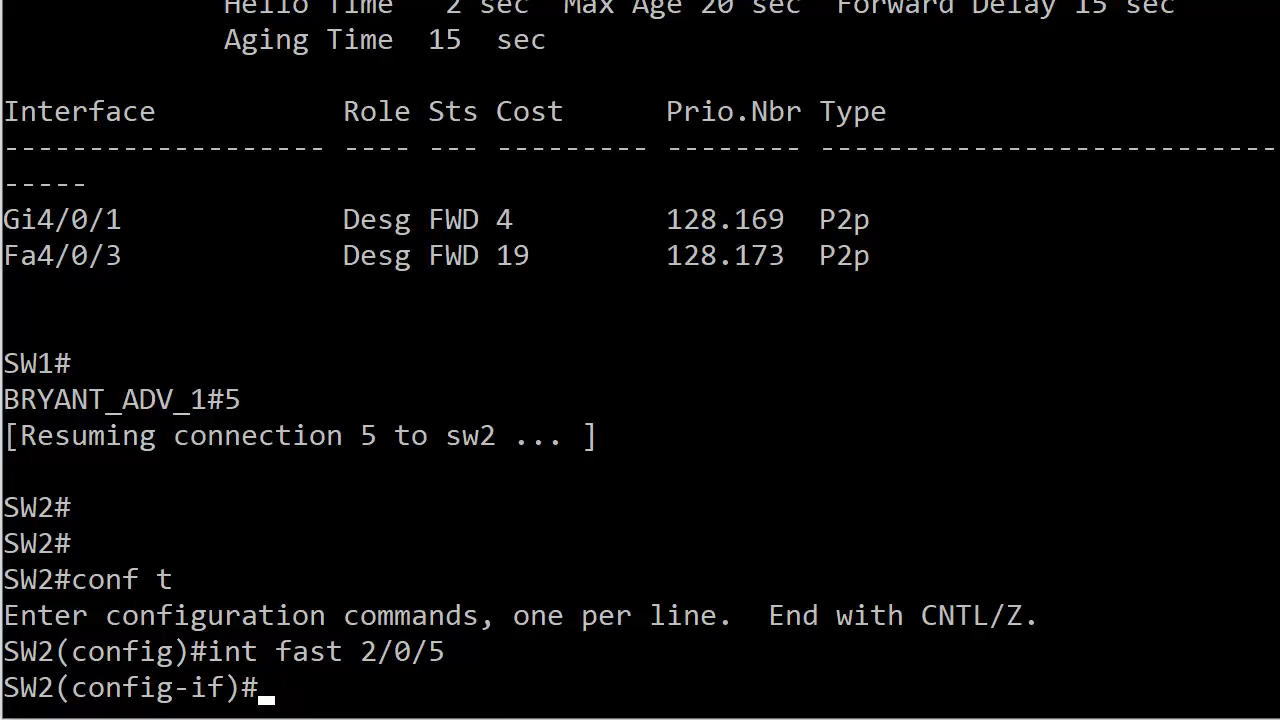 Hello Time   2 sec  Max Age 20 sec  Forward Delay 15 sec
Aging Time  15  sec
Interface           Role Sts Cost      Prio.Nbr Type
------------------- ---- --- --------- -------- ---------------------------
-----
Gi4/0/1             Desg FWD 4         128.169  P2p
Fa4/0/3             Desg FWD 19        128.173  P2p
SW1#
BRYANT_ADV_1#5
[Resuming connection 5 to sw2 ... ]
SW2#
SW2#
SW2#conf t
Enter configuration commands, one per line.  End with CNTL/Z.
SW2(config)#int fast 2/0/5
SW2(config-if)#